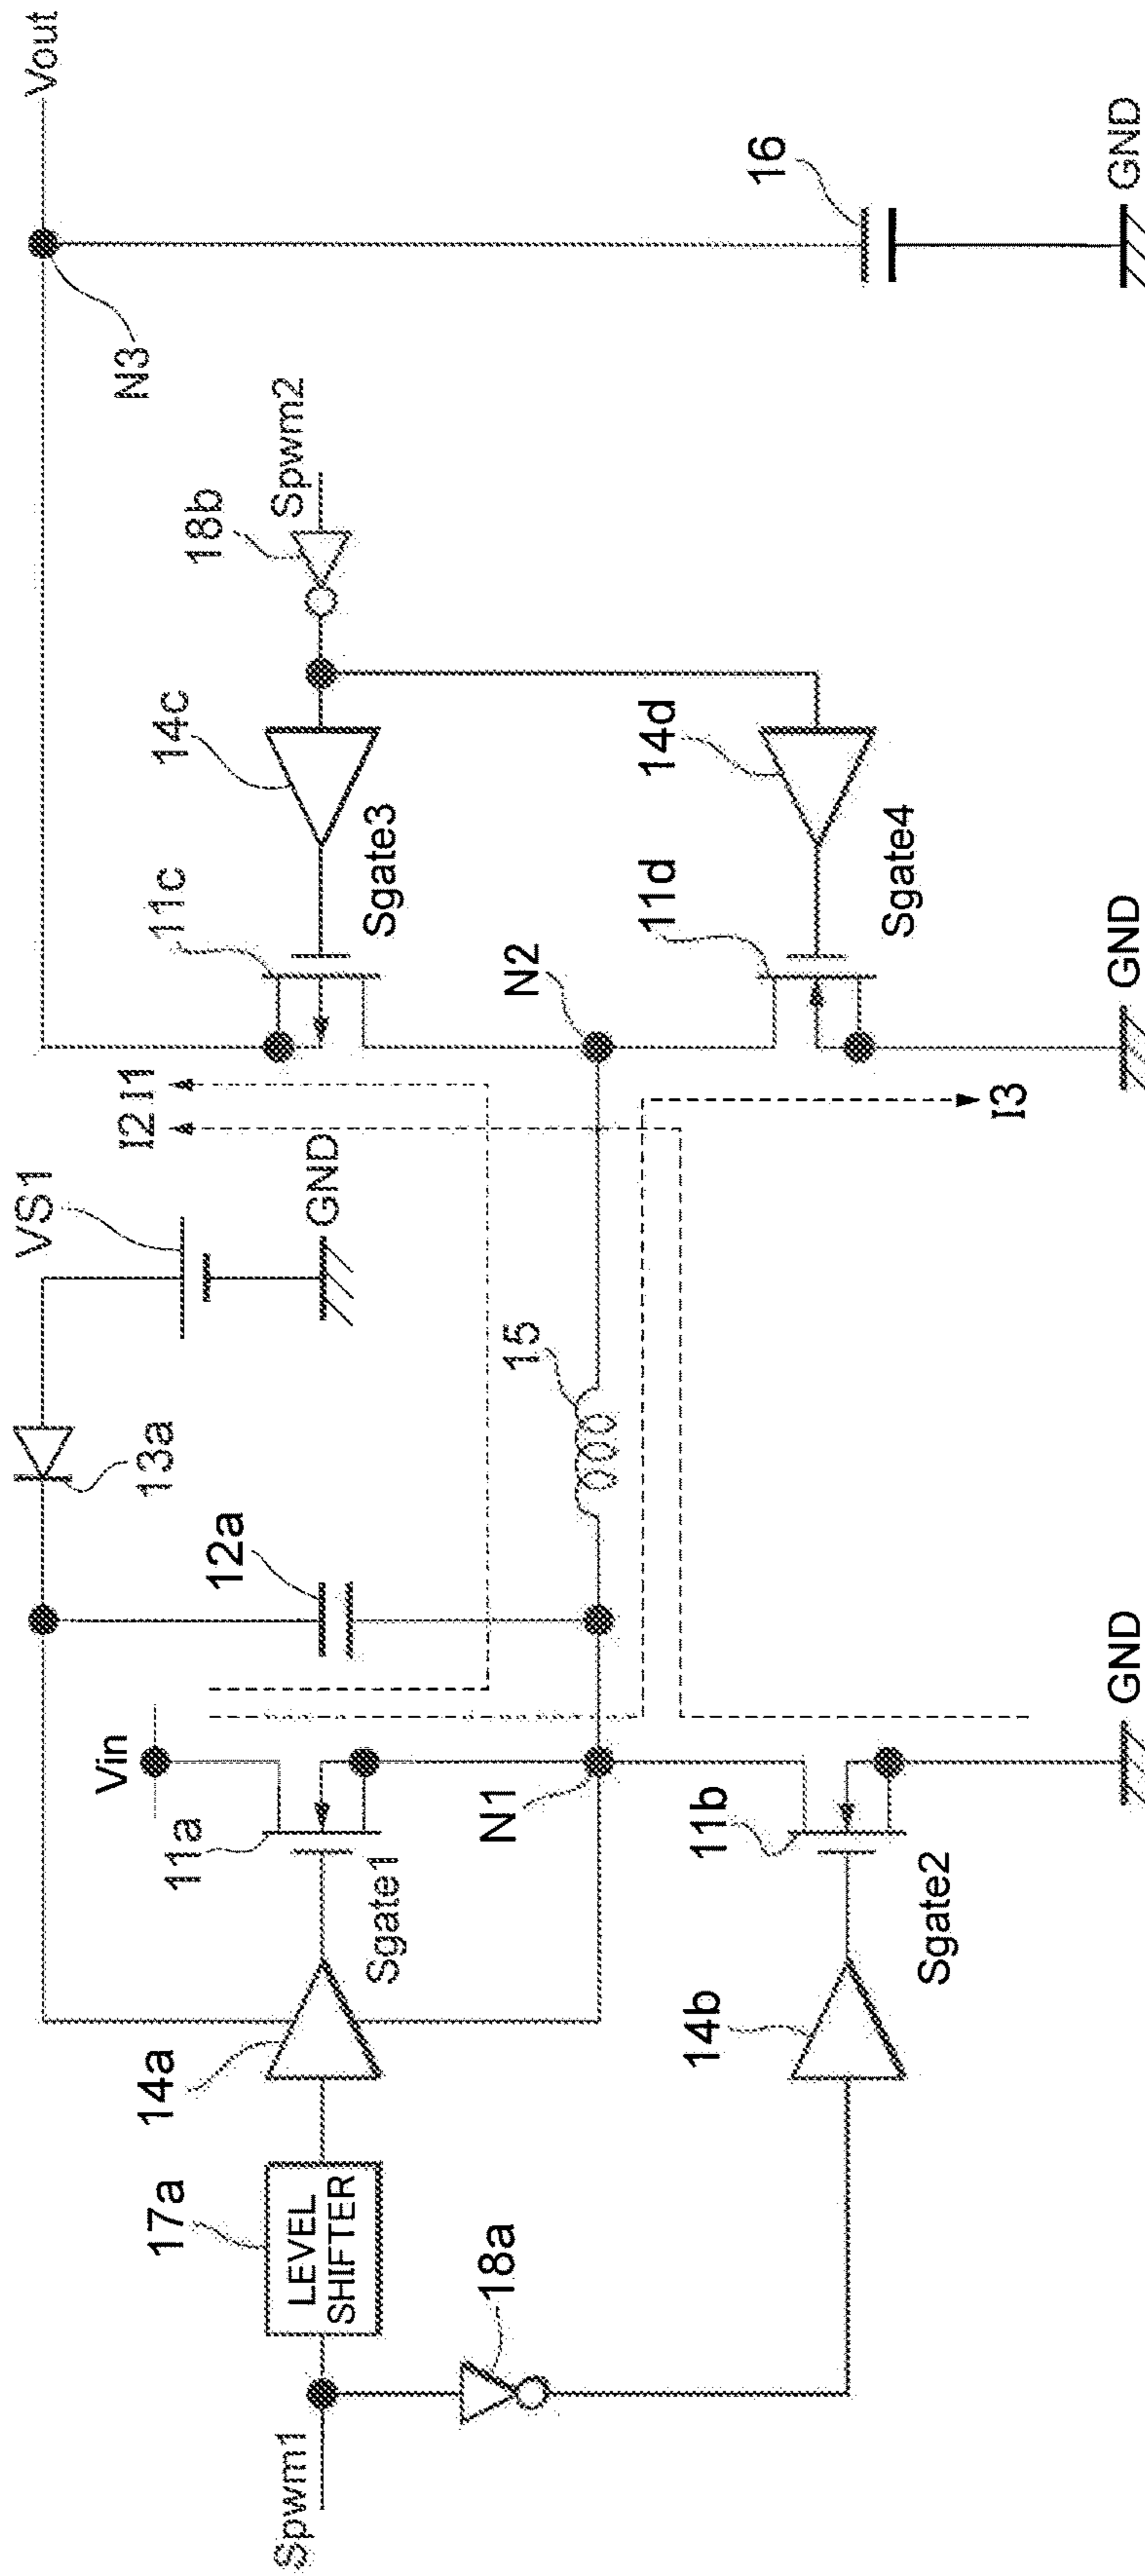 Vout
N3
16
GND
Spwm2
18b
14c
Sgate3
11c
14d
Sgate4
11d
N2
GND
I2
I1
I3
VS1
GND
13a
15
12a
Vin
11a
Sgate1
N1
11b
Sgate2
GND
14a
14b
17a
LEVEL
SHIFTER
18a
Spwm1